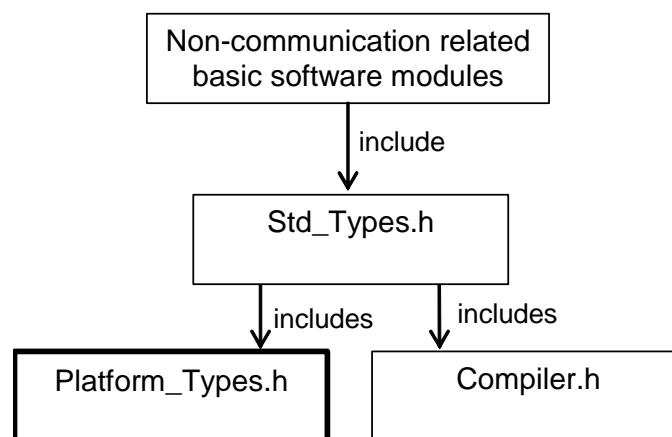 Non-communication related
basic software modules
include
Std_Types.h
includes
includes
Platform_Types.h
Compiler.h